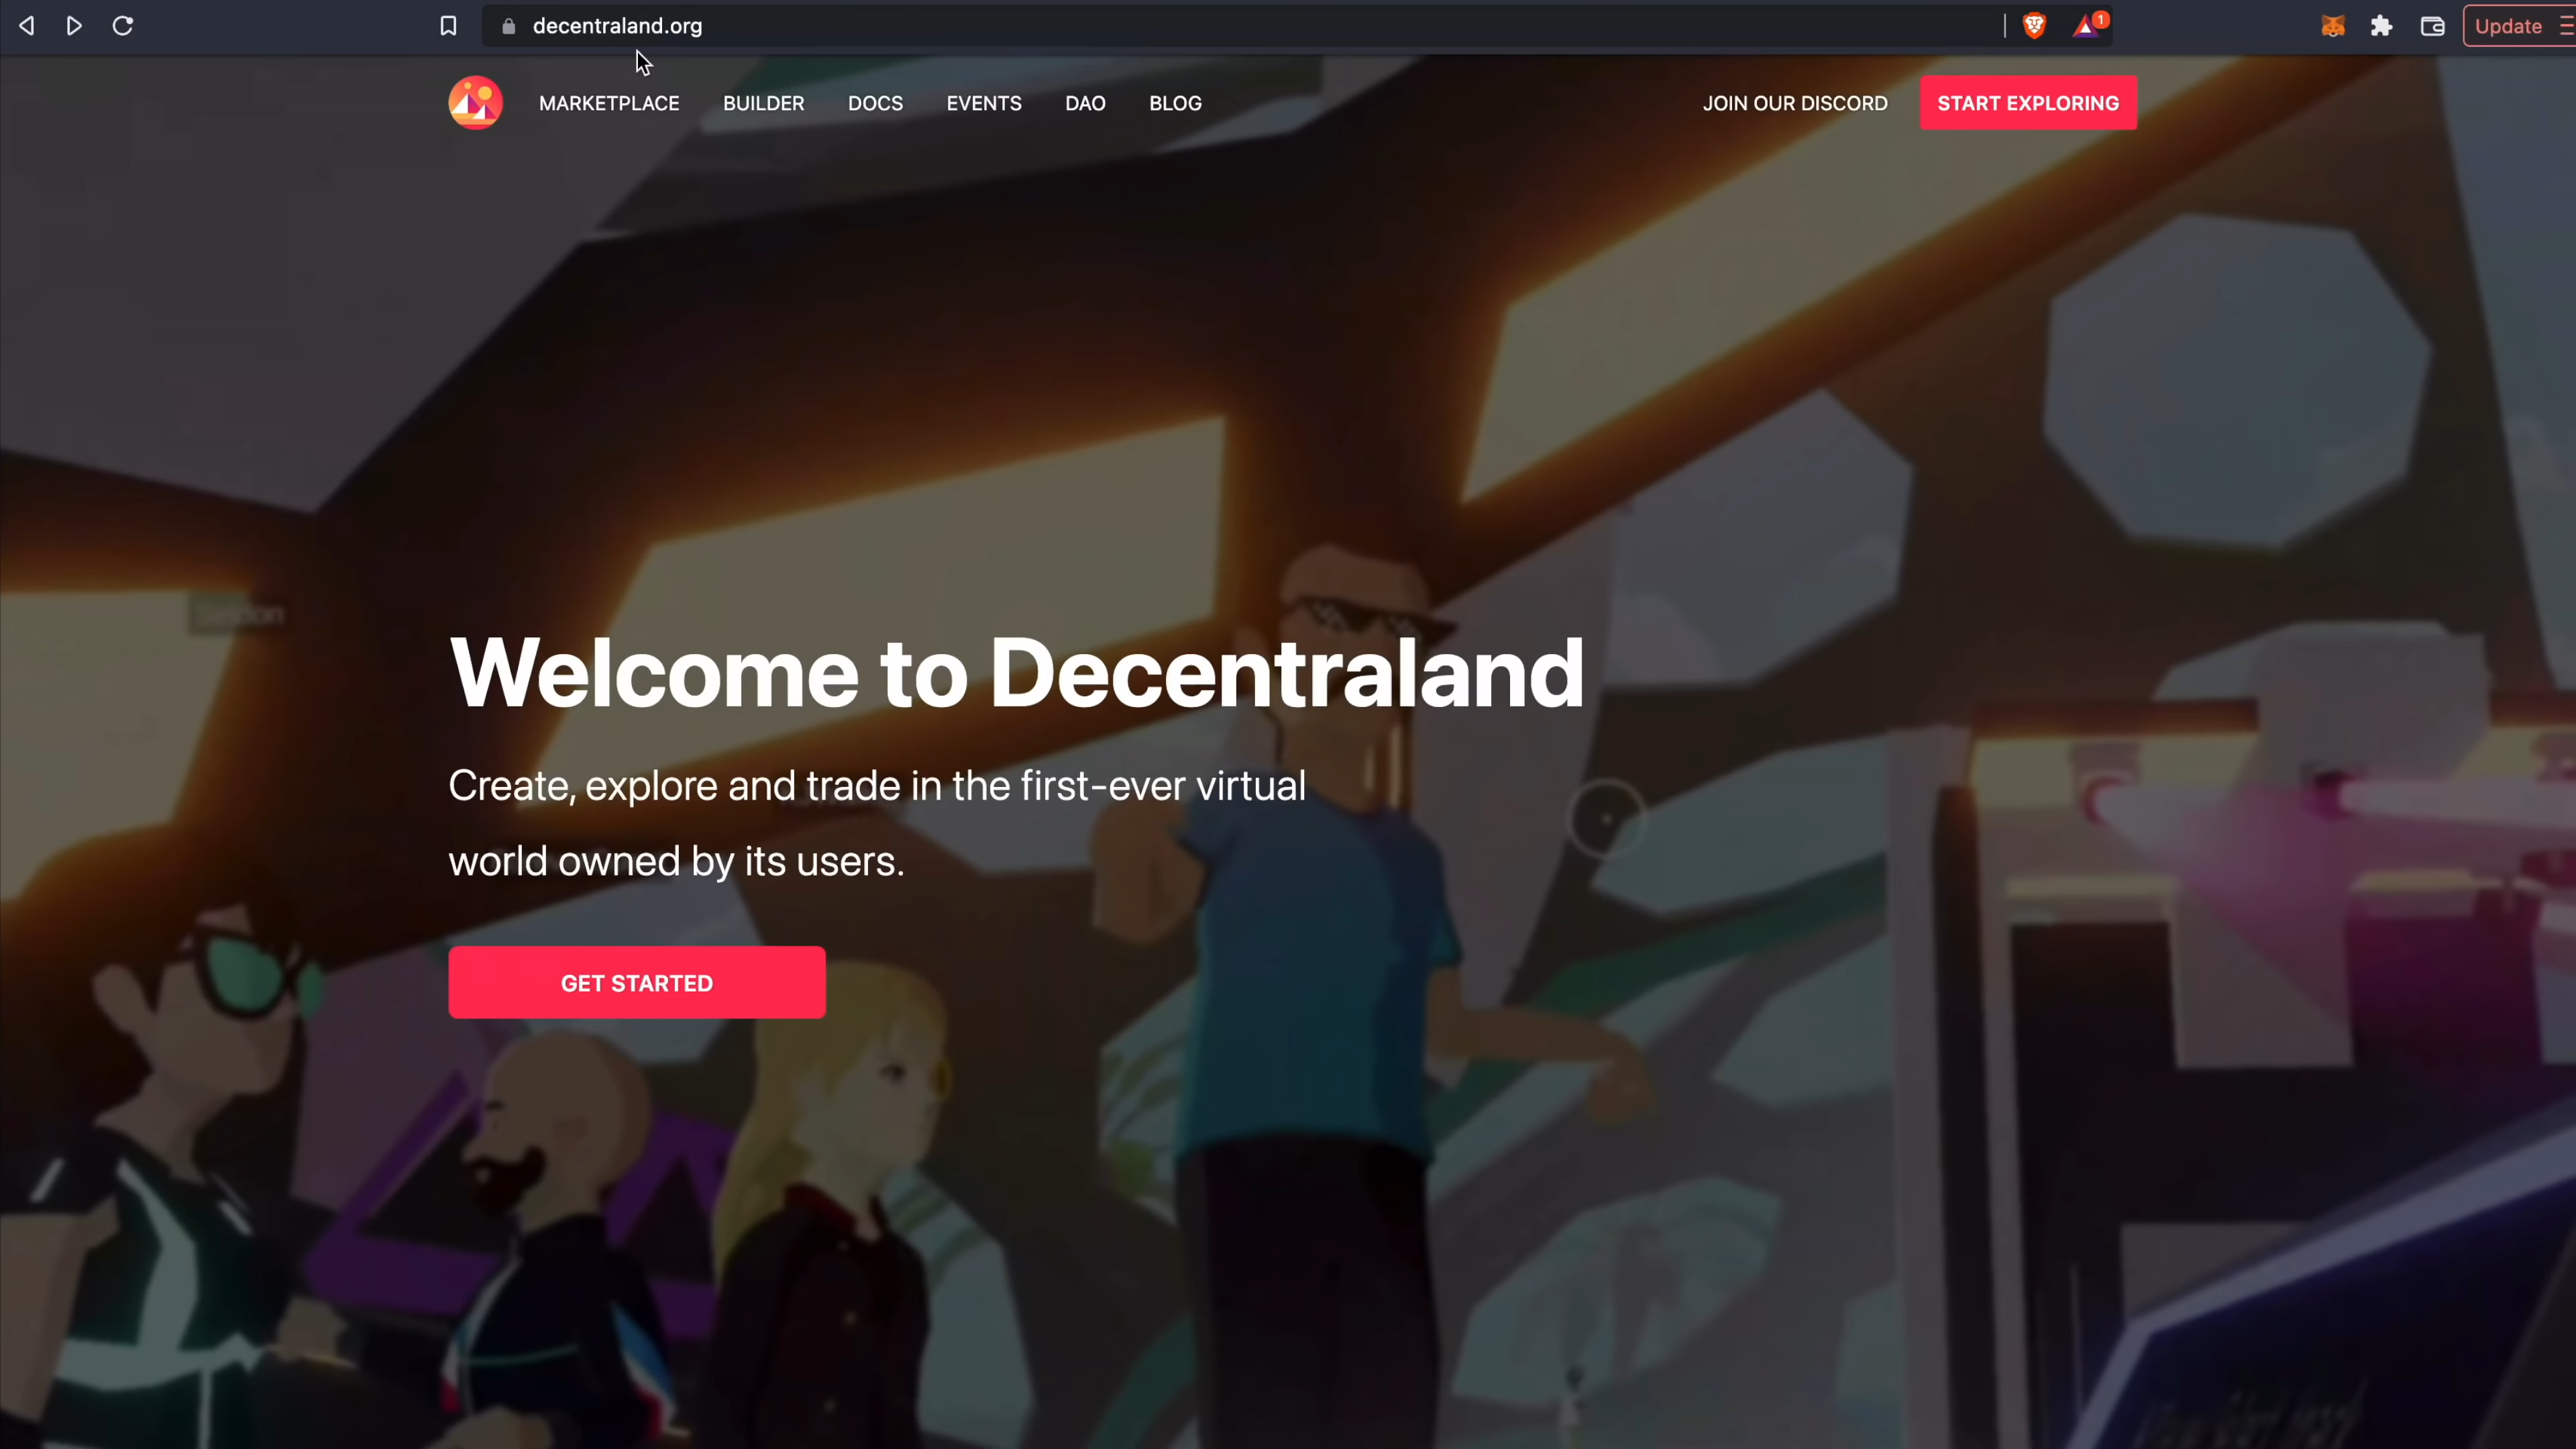 decentraland.org
1
Update
MARKETPLACE BUILDER DOCS EVENTS DAO BLOG
JOIN OUR DISCORD START EXPLORING
Welcome to Decentraland
Create, explore and trade in the first-ever virtual
world owned by its users.
GET STARTED